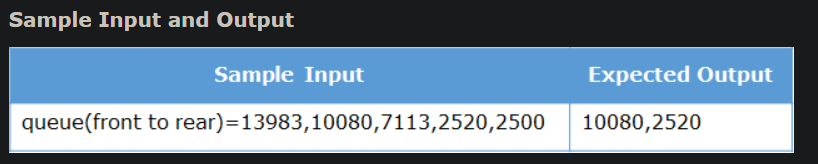 Sample Input and Output
Sample Input Expected Output
queue(front to rear)=13983,10080,7113,2520,2500 10080,2520